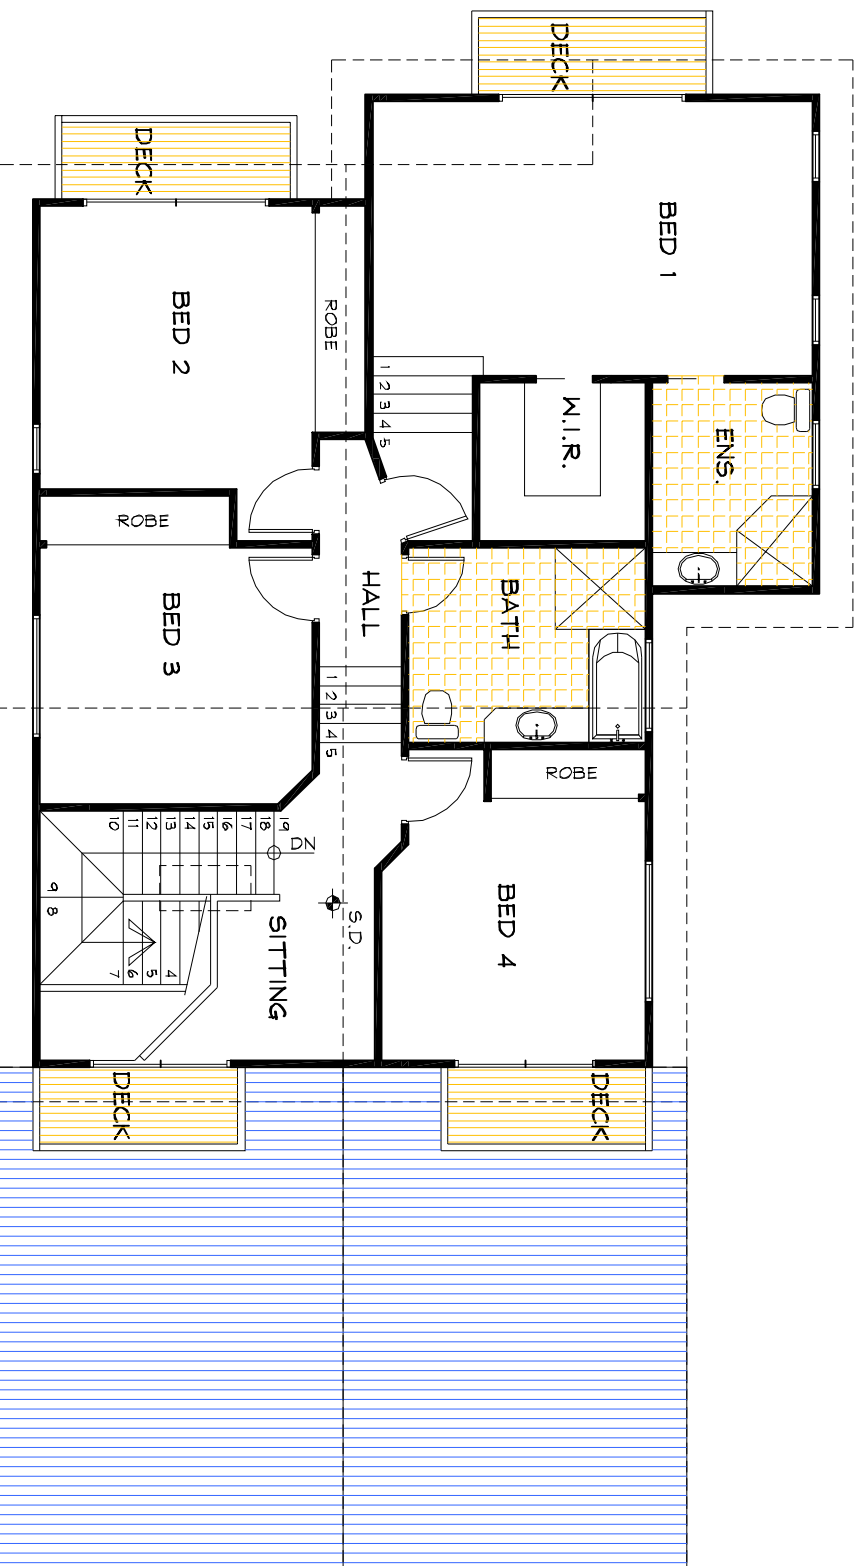 DECK
DECK
BED 1
BED 2
ROBE
1
2
3
4
5
W.I.R.
ENS.
ROBE
HALL
BATH
BED 3
1
2
3
4
5
ROBE
10
11
12
13
14
15
16
17
18
19
DN
9
8
7
6
5
4
S.D.
SITTING
BED 4
DECK
DECK